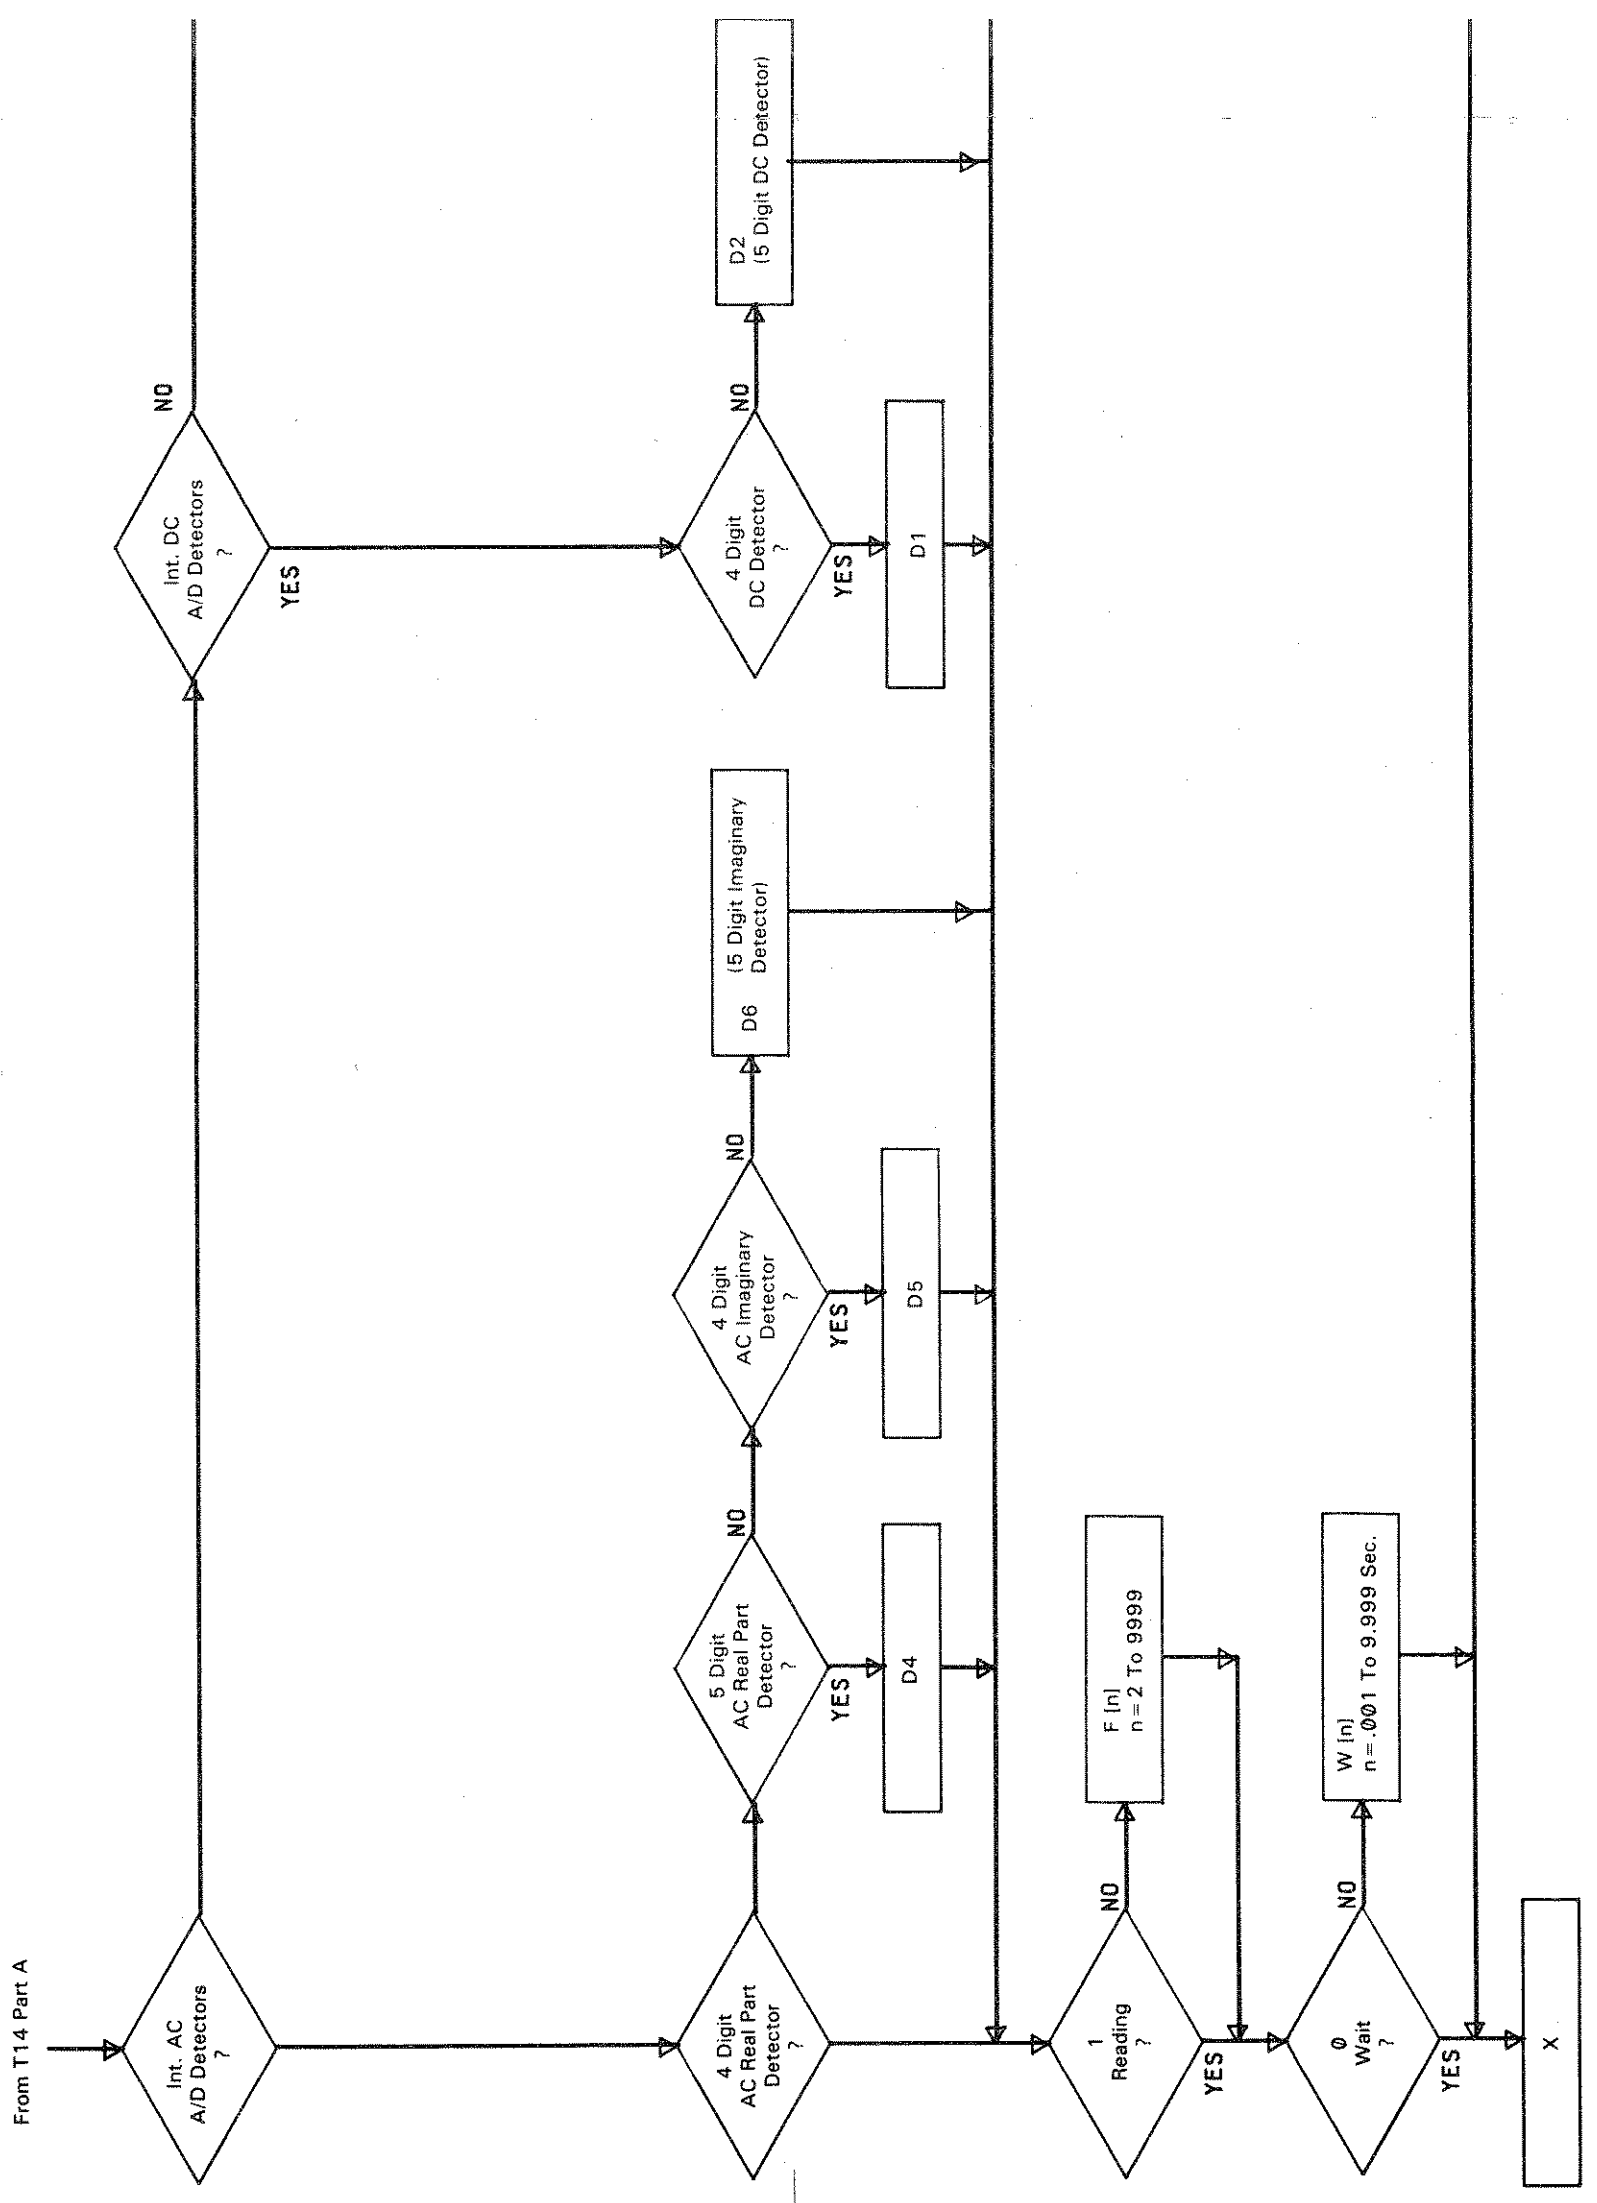 From T14 Part A
Int. AC
A/D Detectors
?
Int. DC
A/D Detectors
?
NO
YES
4 Digit
AC Real Part
Detector
?
5 Digit
AC Real Part
Detector
?
NO
YES
D4
4 Digit
AC Imaginary
Detector
?
NO
YES
D5
D6
(5 Digit Imaginary
Detector)
4 Digit
DC Detector
?
NO
YES
D1
D2
(5 Digit DC Detector)
1
Reading
?
NO
YES
F [n]
n=2 To 9999
0
Wait
?
NO
YES
W [n]
n=.001 To 9.999 Sec.
X